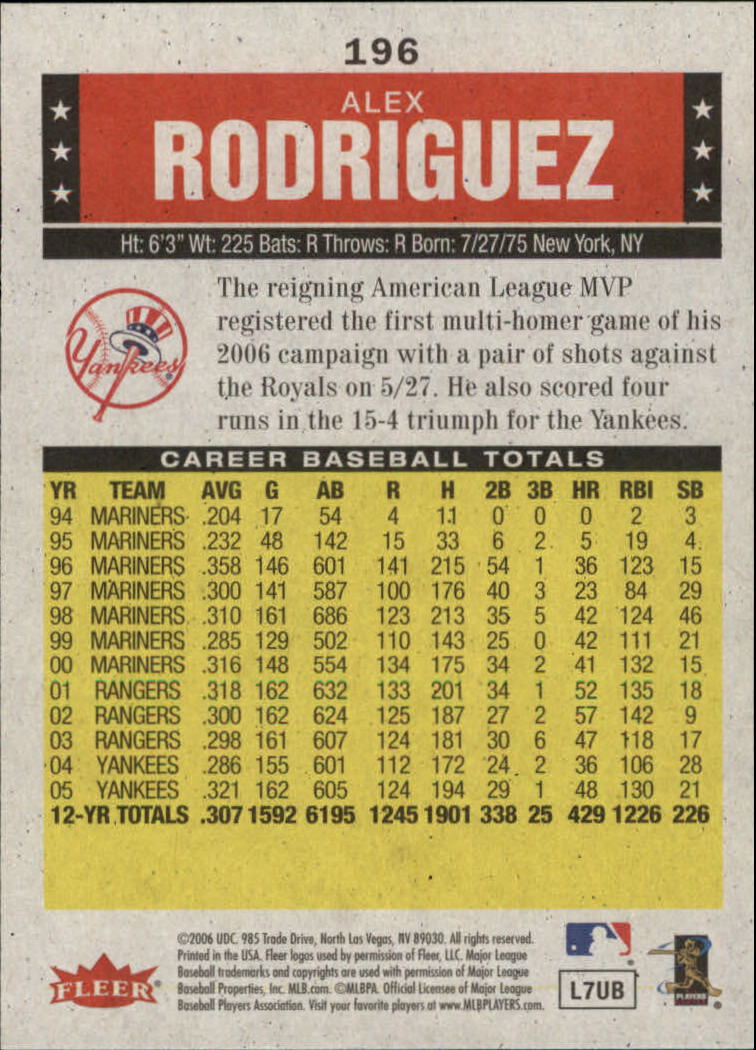 196
ALEX
RODRIGUEZ
Ht: 6'3" Wt: 225 Bats: R Throws: R Born: 7/27/75 New York, NY
Yankees
The reigning American League MVP
registered the first multi-homer game of his
2006 campaign with a pair of shots against
the Royals on 5/27. He also scored four
runs in the 15-4 triumph for the Yankees.
CAREER BASEBALL TOTALS
YR TEAM AVG G AB R H 2B 3B HR RBI SB
94 MARINERS .204 17 54 4 11 0 0 0 2 3
95 MARINERS .232 48 142 15 33 6 2 5 19 4
96 MARINERS .358 146 601 141 215 54 1 36 123 15
97 MARINERS .300 141 587 100 176 40 3 23 84 29
98 MARINERS .310 161 686 123 213 35 5 42 124 46
99 MARINERS .285 129 502 110 143 25 0 42 111 21
00 MARINERS .316 148 554 134 175 34 2 41 132 15
01 RANGERS .318 162 632 133 201 34 1 52 135 18
02 RANGERS .300 162 624 125 187 27 2 57 142 9
03 RANGERS .298 161 607 124 181 30 6 47 118 17
04 YANKEES .286 155 601 112 172 24 2 36 106 28
05 YANKEES .321 162 605 124 194 29 1 48 130 21
12-YR TOTALS .307 1592 6195 1245 1901 338 25 429 1226 226
©2006 UDC. 985 Trade Drive, North Las Vegas, NV 89030. All rights reserved.
Printed in the USA. Fleer logos used by permission of Fleer, LLC. Major League
Baseball trademarks and copyrights are used with permission of Major League
Baseball Properties, Inc. MLB.com. ©MLBPA. Official Licensee of Major League
Baseball Players Association. Visit your favorite players at www.MLBPLAYERS.com.
FLEER
L7UB
PLAYERS